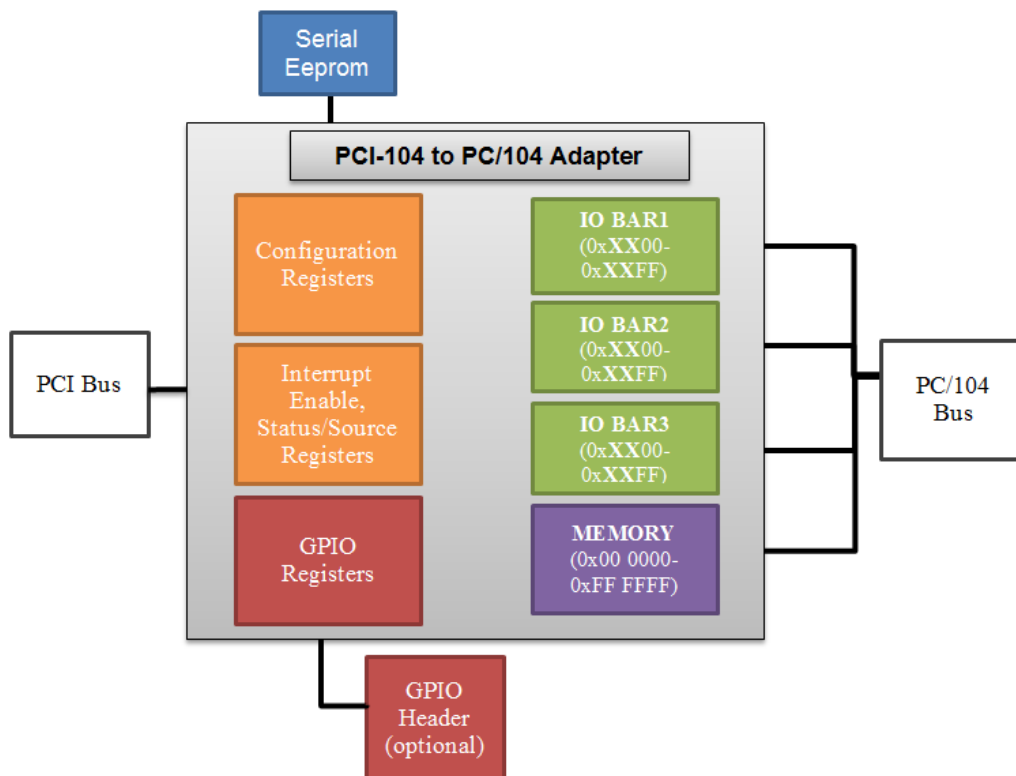 Serial
Eeprom
PCI-104 to PC/104 Adapter
Configuration
Registers
IO BAR1
(0xXX00-
0xXXFF)
IO BAR2
(0xXX00-
0xXXFF)
PCI Bus
Interrupt
Enable,
Status/Source
Registers
PC/104
Bus
IO BAR3
(0xXX00-
0xXXFF)
GPIO
Registers
MEMORY
(0x00 0000-
0xFF FFFF)
GPIO
Header
(optional)